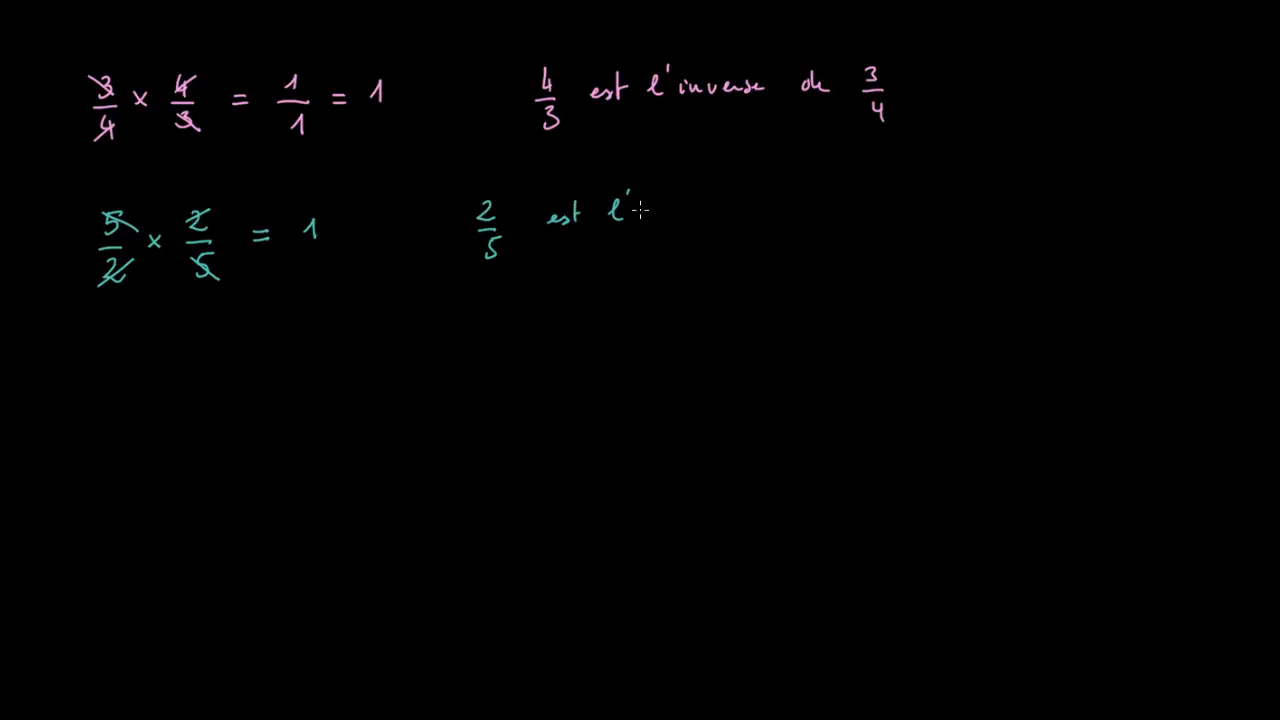 3/4 × 4/3 = 1/1 = 1 4/3 est l'inverse de 3/4
5/2 × 2/5 = 1 2/5 est l'